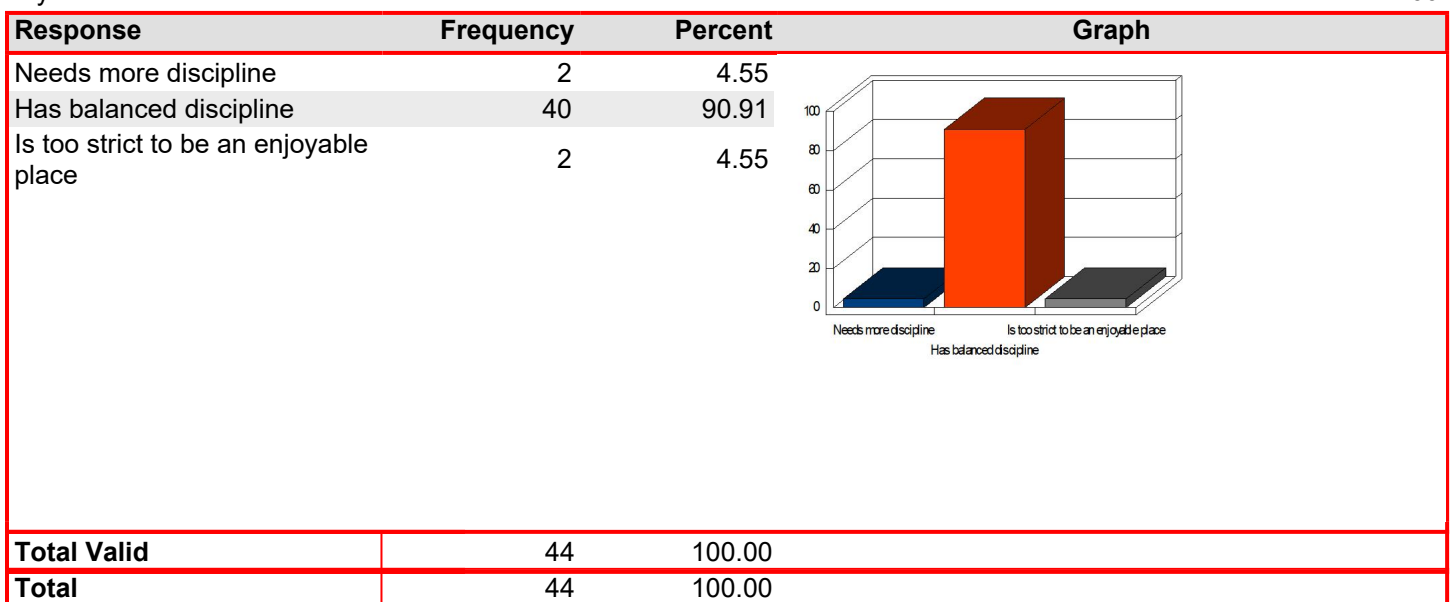 Response Frequency Percent Graph
Needs more discipline 2 4.55
Has balanced discipline 40 90.91
Is too strict to be an enjoyable
place
2 4.55
100
80
60
40
20
0
Needs more discipline Is too strict to be an enjoyable place
Has balanced discipline
Total Valid 44 100.00
Total 44 100.00